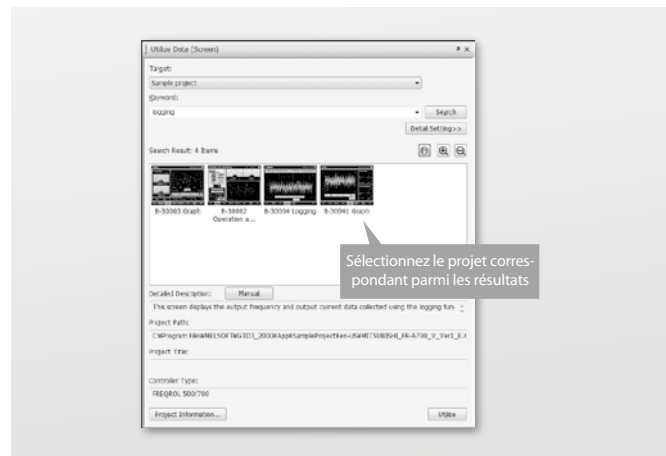 Utilize Data (Screen)
Target:
Sample project
Keyword:
logging
Search
Detail Setting>>
Search Result: 4 Items
B-30003 Graph
B-30002 Operation a...
B-30004 Logging
B-30041 Graph
Sélectionnez le projet corres-
pondant parmi les résultats
Detailed Description:
Manual
This screen displays the output frequency and output current data collected using the logging fun-
Project Path:
Project Title:
Controller Type:
FREQROL 500/700
Project Information...
Utilize